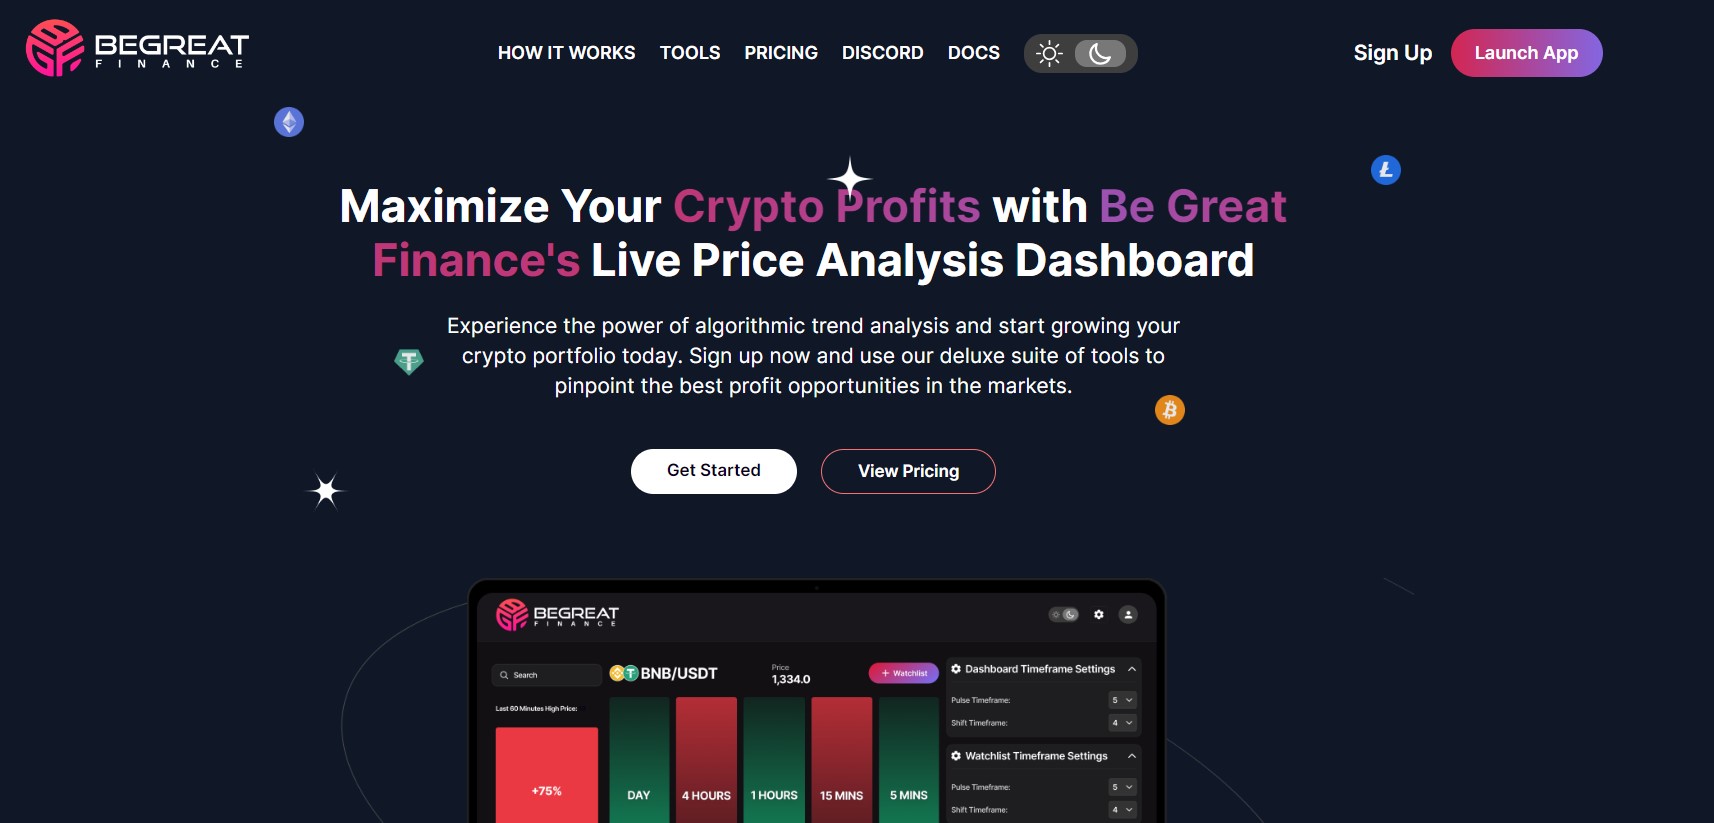 BEGREAT
FINANCE
HOW IT WORKS
TOOLS
PRICING
DISCORD
DOCS
Sign Up
Launch App
Maximize Your Crypto Profits with Be Great
Finance's Live Price Analysis Dashboard
Experience the power of algorithmic trend analysis and start growing your
crypto portfolio today. Sign up now and use our deluxe suite of tools to
pinpoint the best profit opportunities in the markets.
Get Started
View Pricing
BEGREAT
FINANCE
Search
BNB/USDT
Price
1,334.0
+ Watchlist
Last 60 Minutes High Price:
+75%
DAY
4 HOURS
1 HOURS
15 MINS
5 MINS
Dashboard Timeframe Settings
Pulse Timeframe: 5
Shift Timeframe: 4
Watchlist Timeframe Settings
Pulse Timeframe: 5
Shift Timeframe: 4